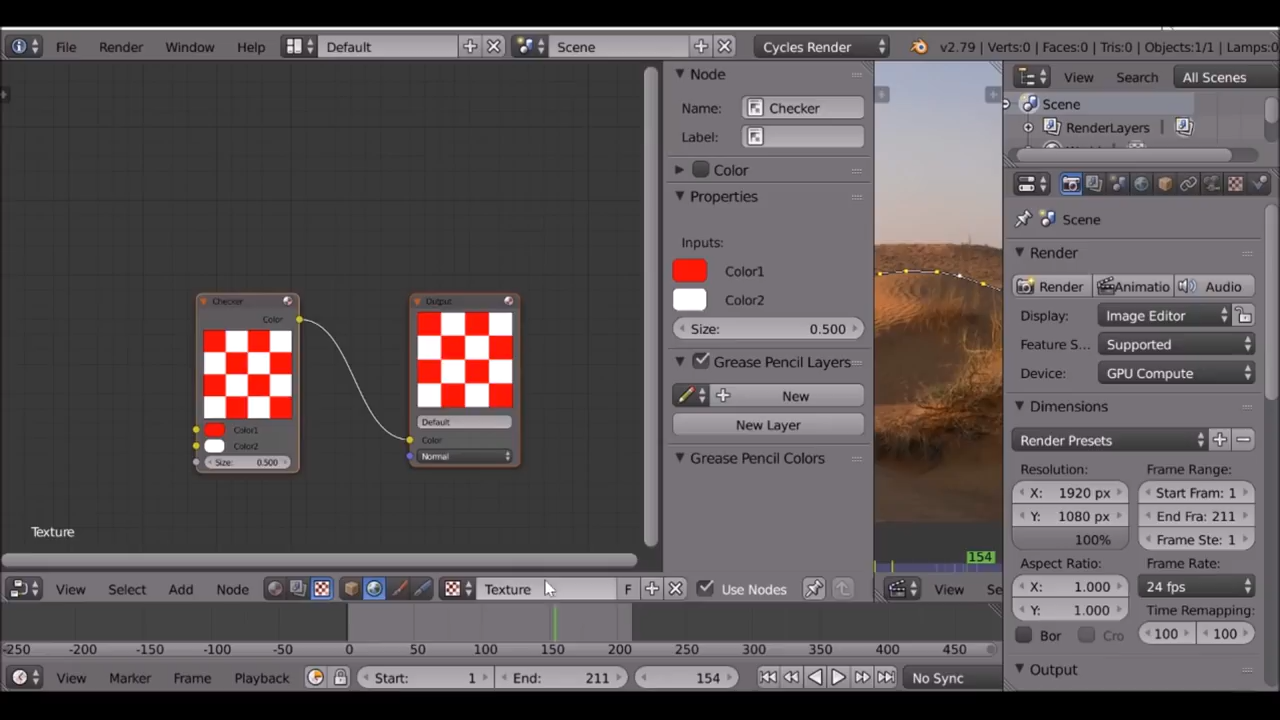 File Render Window Help Default Scene Cycles Render v2.79 | Verts:0 | Faces:0 | Tris:0 | Objects:1/1 | Lamps:0
View Search All Scenes
Scene
RenderLayers
Node
Name: Checker
Label:
Color
Properties
Inputs:
Color1
Color2
Size: 0.500
Grease Pencil Layers
New
New Layer
Grease Pencil Colors
Checker
Color
Color1
Color2
Size: 0.500
Output
Default
Color
Normal
Texture
View Select Add Node Texture F Use Nodes
154
View Se
Scene
Render
Render Animatio Audio
Display: Image Editor
Feature S... Supported
Device: GPU Compute
Dimensions
Render Presets
Resolution: Frame Range:
X: 1920 px Start Fram: 1
Y: 1080 px End Fra: 211
100% Frame Ste: 1
Aspect Ratio: Frame Rate:
X: 1.000 24 fps
Y: 1.000 Time Remapping:
Bor Cro 100 100
Output
-250 -200 -150 -100 -50 0 50 100 150 200 250 300 350 400 450
View Marker Frame Playback Start: 1 End: 211 154 No Sync